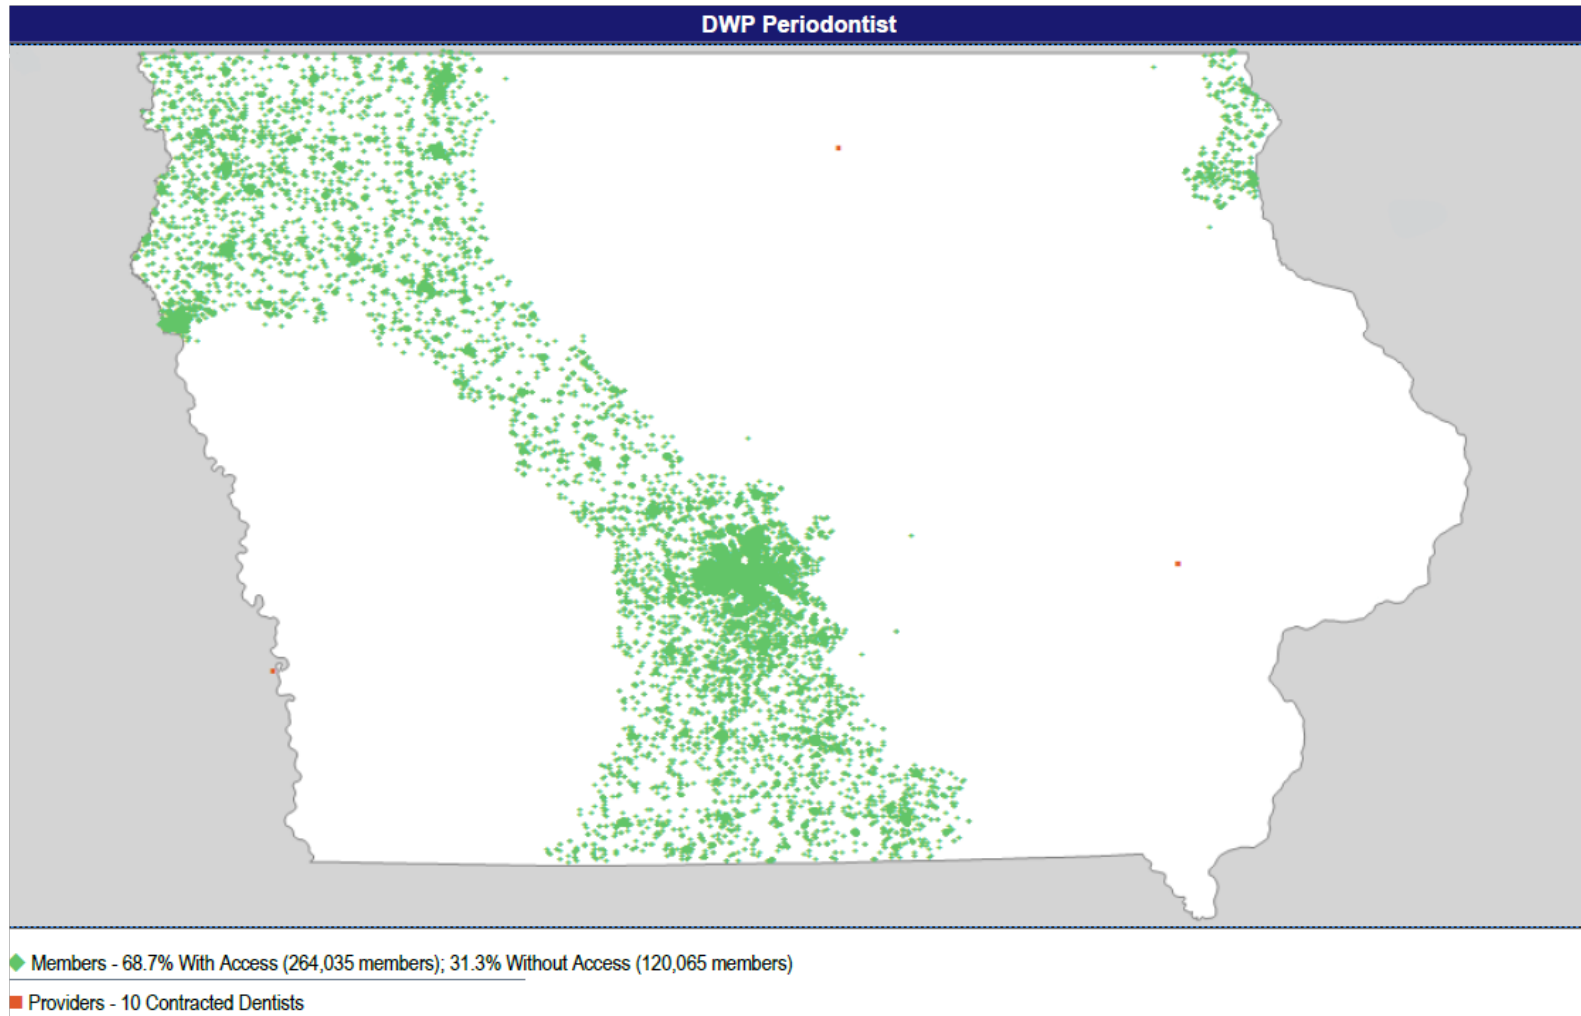 DWP Periodontist
Members - 68.7% With Access (264,035 members); 31.3% Without Access (120,065 members)
Providers - 10 Contracted Dentists